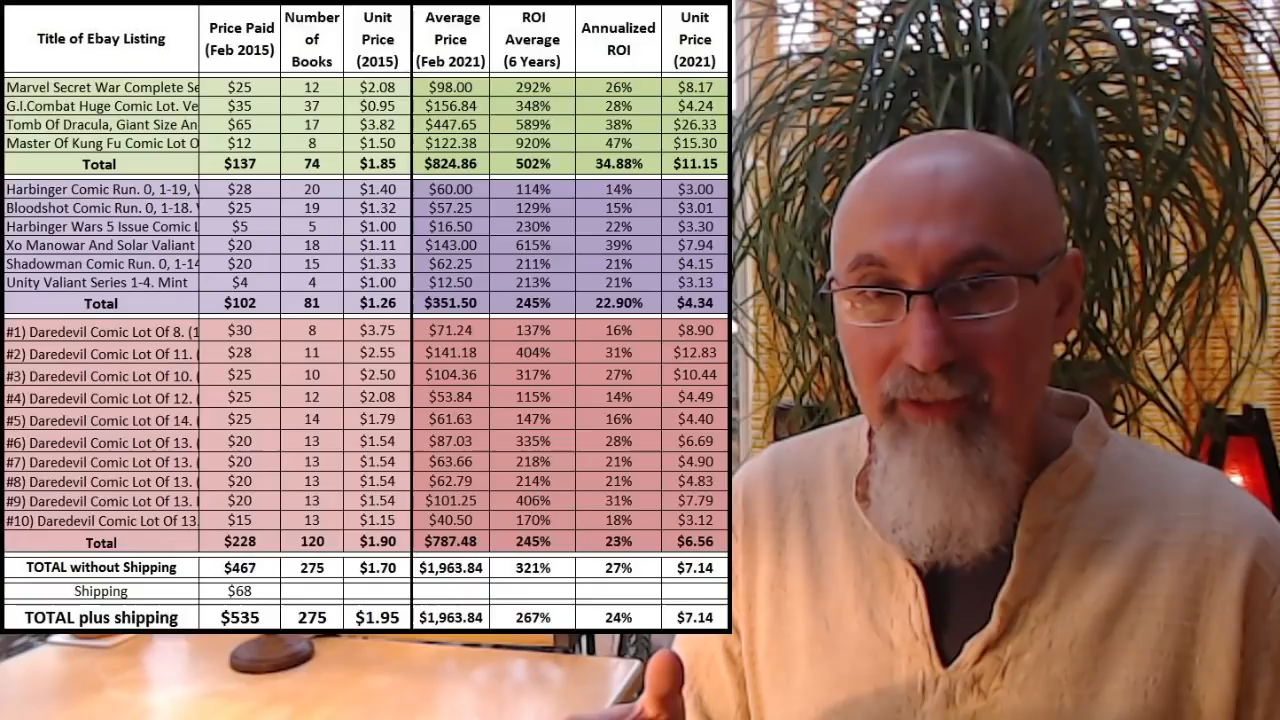 Title of Ebay Listing Price Paid (Feb 2015) Number of Books Unit Price (2015) Average Price (Feb 2021) ROI Average (6 Years) Annualized ROI Unit Price (2021)
Marvel Secret War Complete Se $25 12 $2.08 $98.00 292% 26% $8.17
G.I.Combat Huge Comic Lot. Ve $35 37 $0.95 $156.84 348% 28% $4.24
Tomb Of Dracula, Giant Size An $65 17 $3.82 $447.65 589% 38% $26.33
Master Of Kung Fu Comic Lot O $12 8 $1.50 $122.38 920% 47% $15.30
Total $137 74 $1.85 $824.86 502% 34.88% $11.15
Harbinger Comic Run. 0, 1-19, V $28 20 $1.40 $60.00 114% 14% $3.00
Bloodshot Comic Run. 0, 1-18. V $25 19 $1.32 $57.25 129% 15% $3.01
Harbinger Wars 5 Issue Comic L $5 5 $1.00 $16.50 230% 22% $3.30
Xo Manowar And Solar Valiant $20 18 $1.11 $143.00 615% 39% $7.94
Shadowman Comic Run. 0, 1-14 $20 15 $1.33 $62.25 211% 21% $4.15
Unity Valiant Series 1-4. Mint $4 4 $1.00 $12.50 213% 21% $3.13
Total $102 81 $1.26 $351.50 245% 22.90% $4.34
#1) Daredevil Comic Lot Of 8. (1 $30 8 $3.75 $71.24 137% 16% $8.90
#2) Daredevil Comic Lot Of 11. ( $28 11 $2.55 $141.18 404% 31% $12.83
#3) Daredevil Comic Lot Of 10. ( $25 10 $2.50 $104.36 317% 27% $10.44
#4) Daredevil Comic Lot Of 12. ( $25 12 $2.08 $53.84 115% 14% $4.49
#5) Daredevil Comic Lot Of 14. ( $25 14 $1.79 $61.63 147% 16% $4.40
#6) Daredevil Comic Lot Of 13. ( $20 13 $1.54 $87.03 335% 28% $6.69
#7) Daredevil Comic Lot Of 13. ( $20 13 $1.54 $63.66 218% 21% $4.90
#8) Daredevil Comic Lot Of 13. ( $20 13 $1.54 $62.79 214% 21% $4.83
#9) Daredevil Comic Lot Of 13. $20 13 $1.54 $101.25 406% 31% $7.79
#10) Daredevil Comic Lot Of 13. $15 13 $1.15 $40.50 170% 18% $3.12
Total $228 120 $1.90 $787.48 245% 23% $6.56
TOTAL without Shipping $467 275 $1.70 $1,963.84 321% 27% $7.14
Shipping $68
TOTAL plus shipping $535 275 $1.95 $1,963.84 267% 24% $7.14